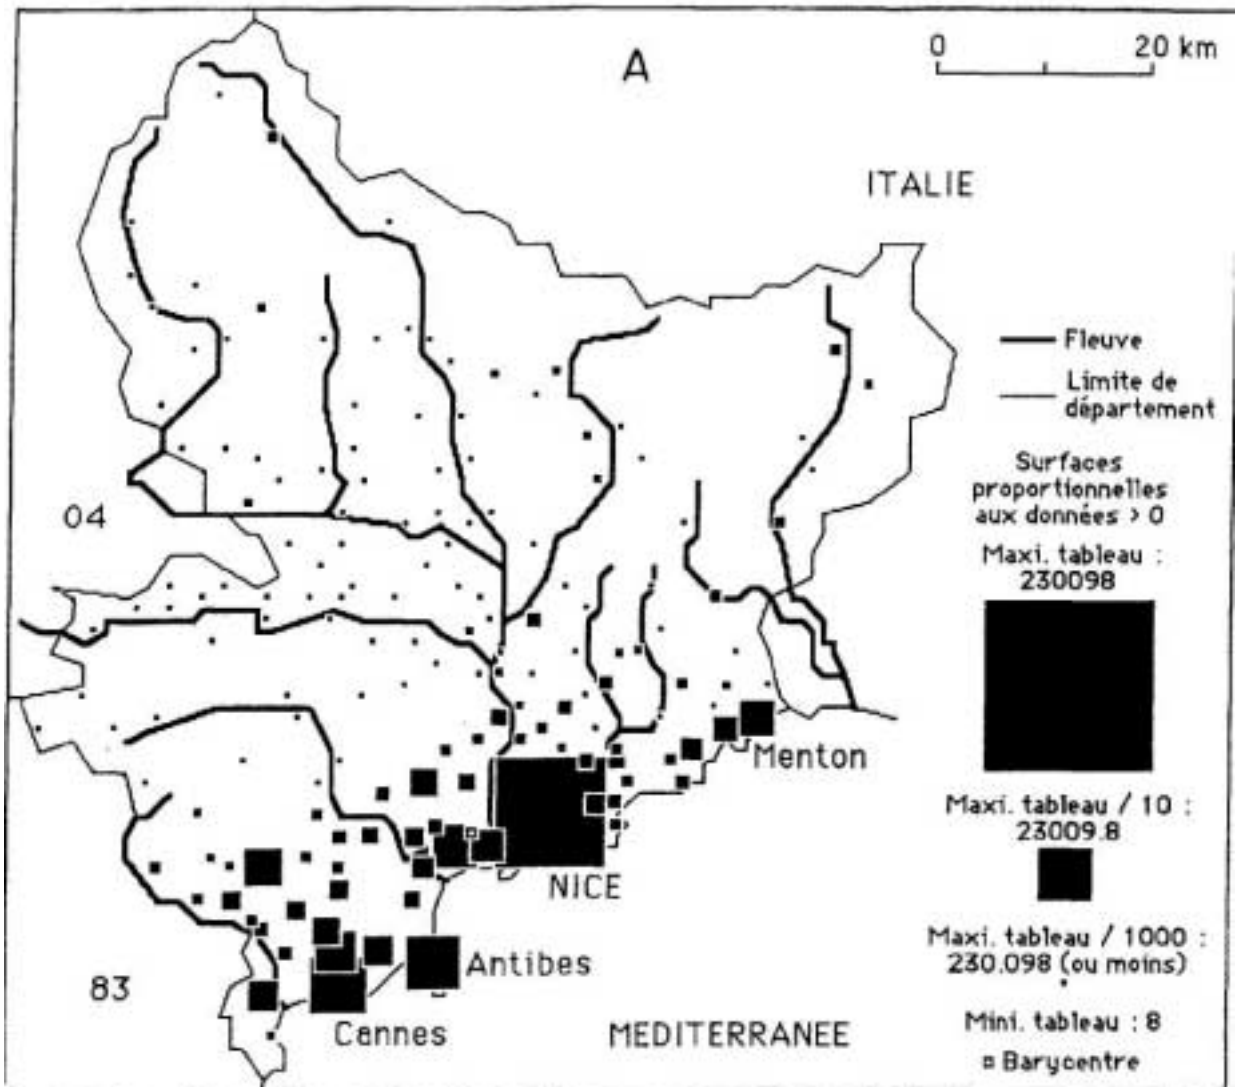 A
0 20 km
ITALIE
Fleuve
Limite de
département
Surfaces
proportionnelles
aux données > 0
Maxi. tableau :
230098
04
Menton
Maxi. tableau / 10 :
23009.8
NICE
Maxi. tableau / 1000 :
230.098 (ou moins)
Antibes
83
Mini. tableau : 8
Cannes
MEDITERRANEE
Barycentre